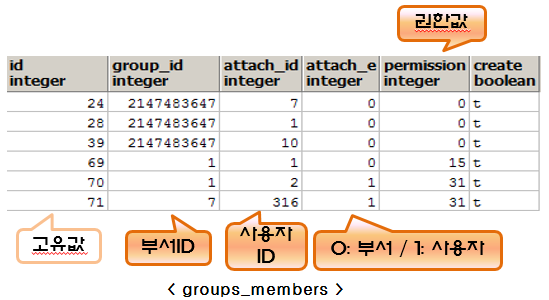 권한값
id group_id attach_id attach_e permission create
integer integer integer integer integer boolean
24 2147483647 7 0 0 t
28 2147483647 1 0 0 t
39 2147483647 10 0 0 t
69 1 1 0 15 t
70 1 2 1 31 t
71 7 316 1 31 t
고유값
부서ID
사용자
ID
0: 부서 / 1: 사용자
< groups_members >